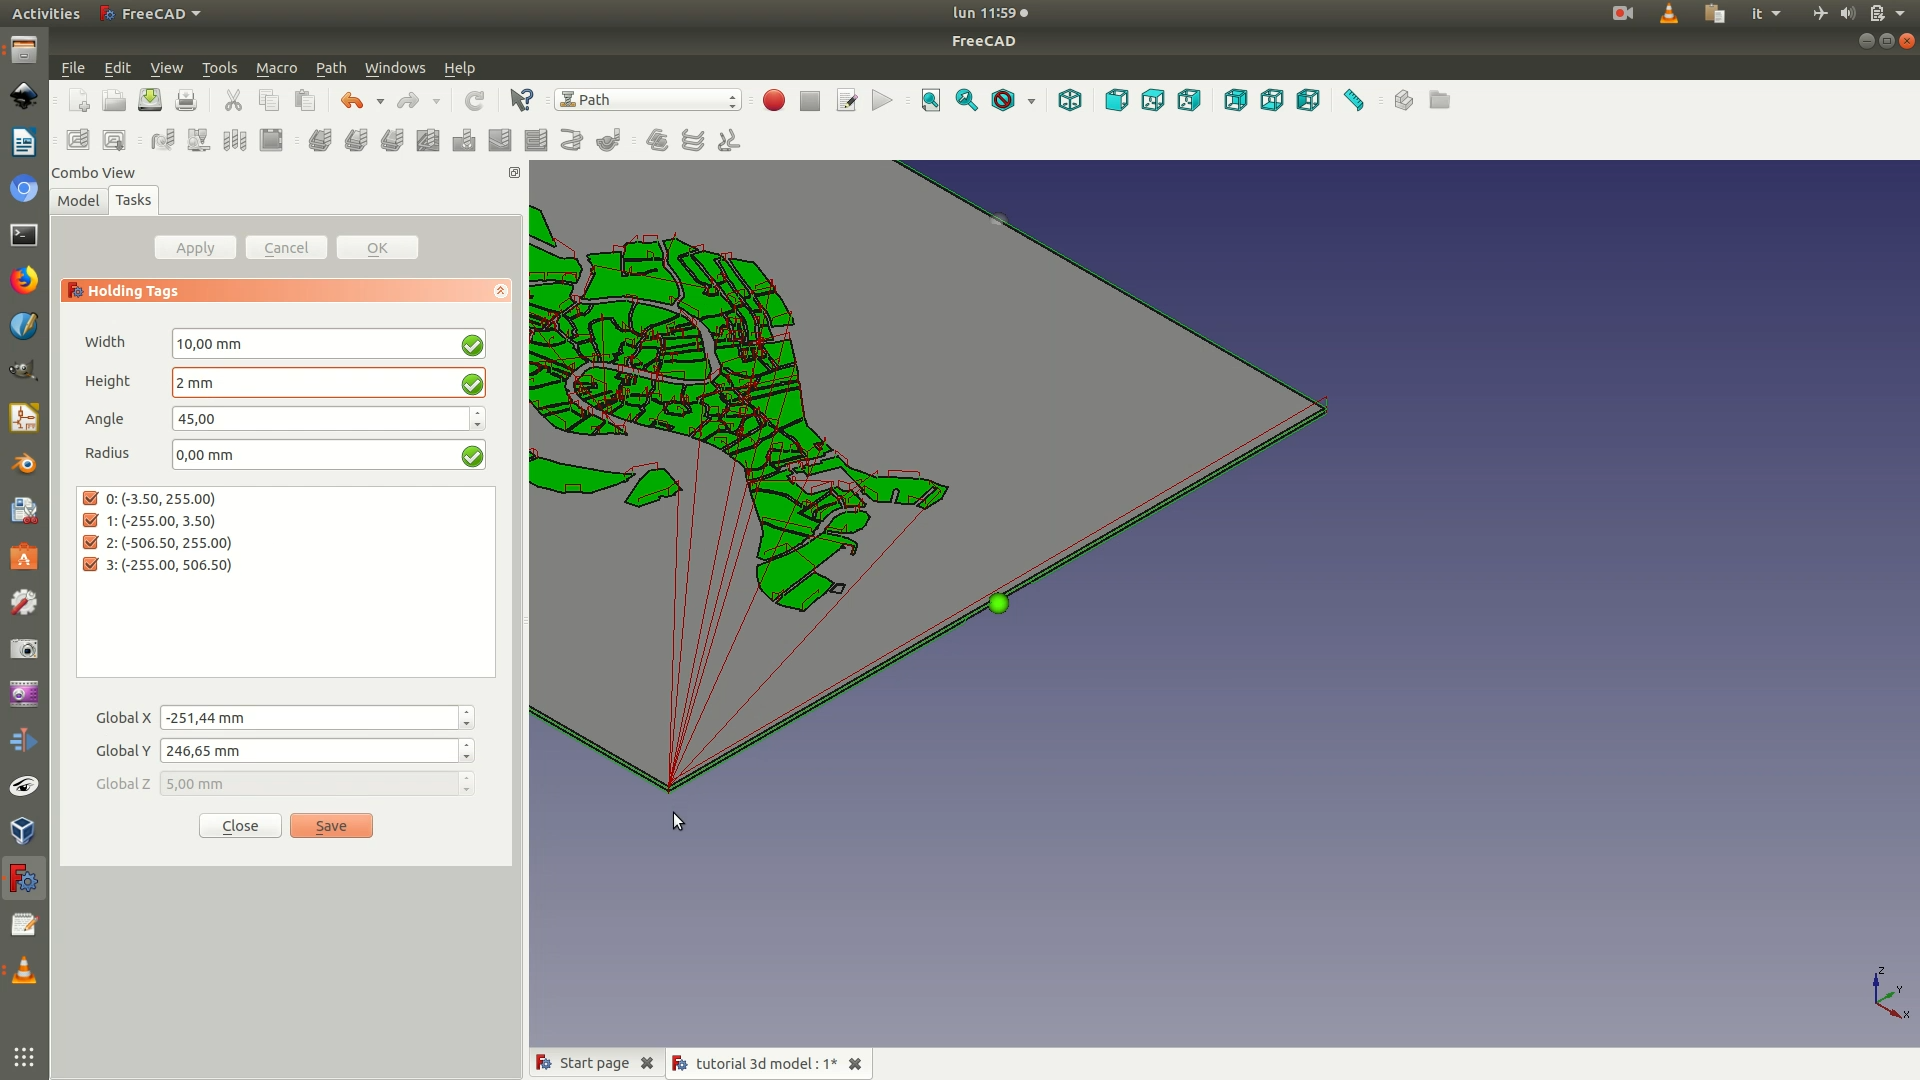 Activities FreeCAD lun 11:59 it
FreeCAD
File Edit View Tools Macro Path Windows Help
Path
Combo View
Model Tasks
Apply Cancel OK
Holding Tags
Width 10,00 mm
Height 2 mm
Angle 45,00
Radius 0,00 mm
0: (-3.50, 255.00)
1: (-255.00, 3.50)
2: (-506.50, 255.00)
3: (-255.00, 506.50)
Global X -251,44 mm
Global Y 246,65 mm
Global Z 5,00 mm
Close Save
Z
Y
X
Start page tutorial 3d model : 1*